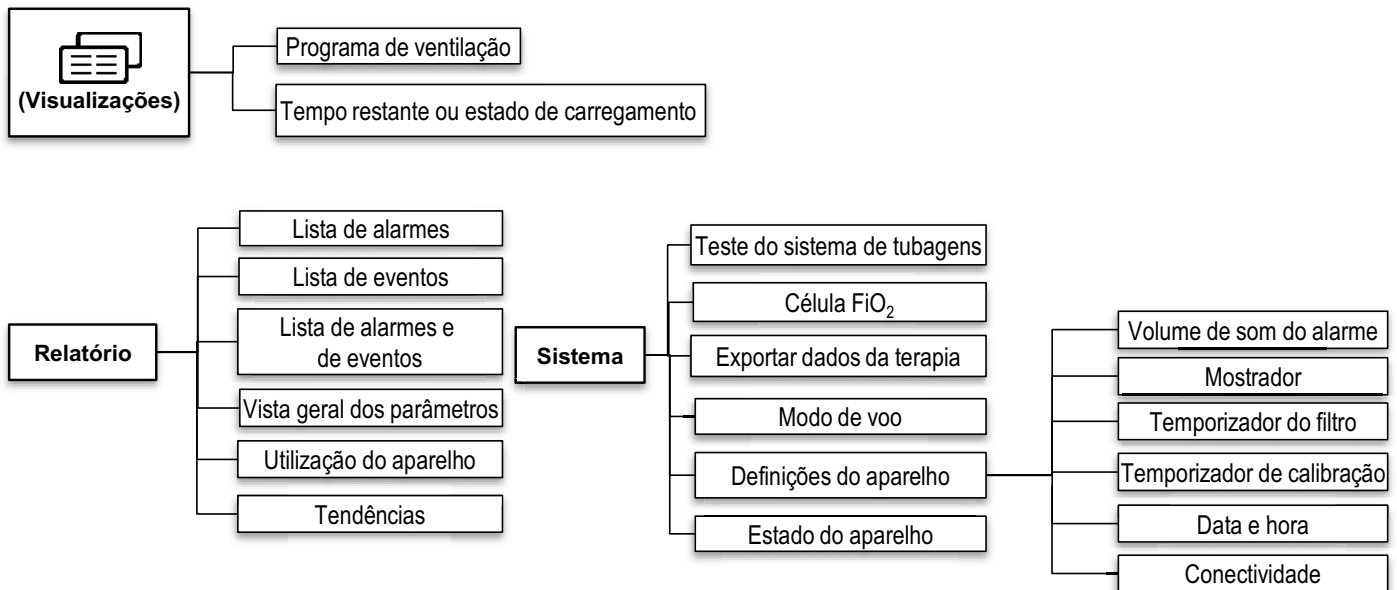 (Visualizações)
Programa de ventilação
Tempo restante ou estado de carregamento
Relatório
Lista de alarmes
Lista de eventos
Lista de alarmes e
de eventos
Vista geral dos parâmetros
Utilização do aparelho
Tendências
Sistema
Teste do sistema de tubagens
Célula FiO₂
Exportar dados da terapia
Modo de voo
Definições do aparelho
Estado do aparelho
Volume de som do alarme
Mostrador
Temporizador do filtro
Temporizador de calibração
Data e hora
Conectividade